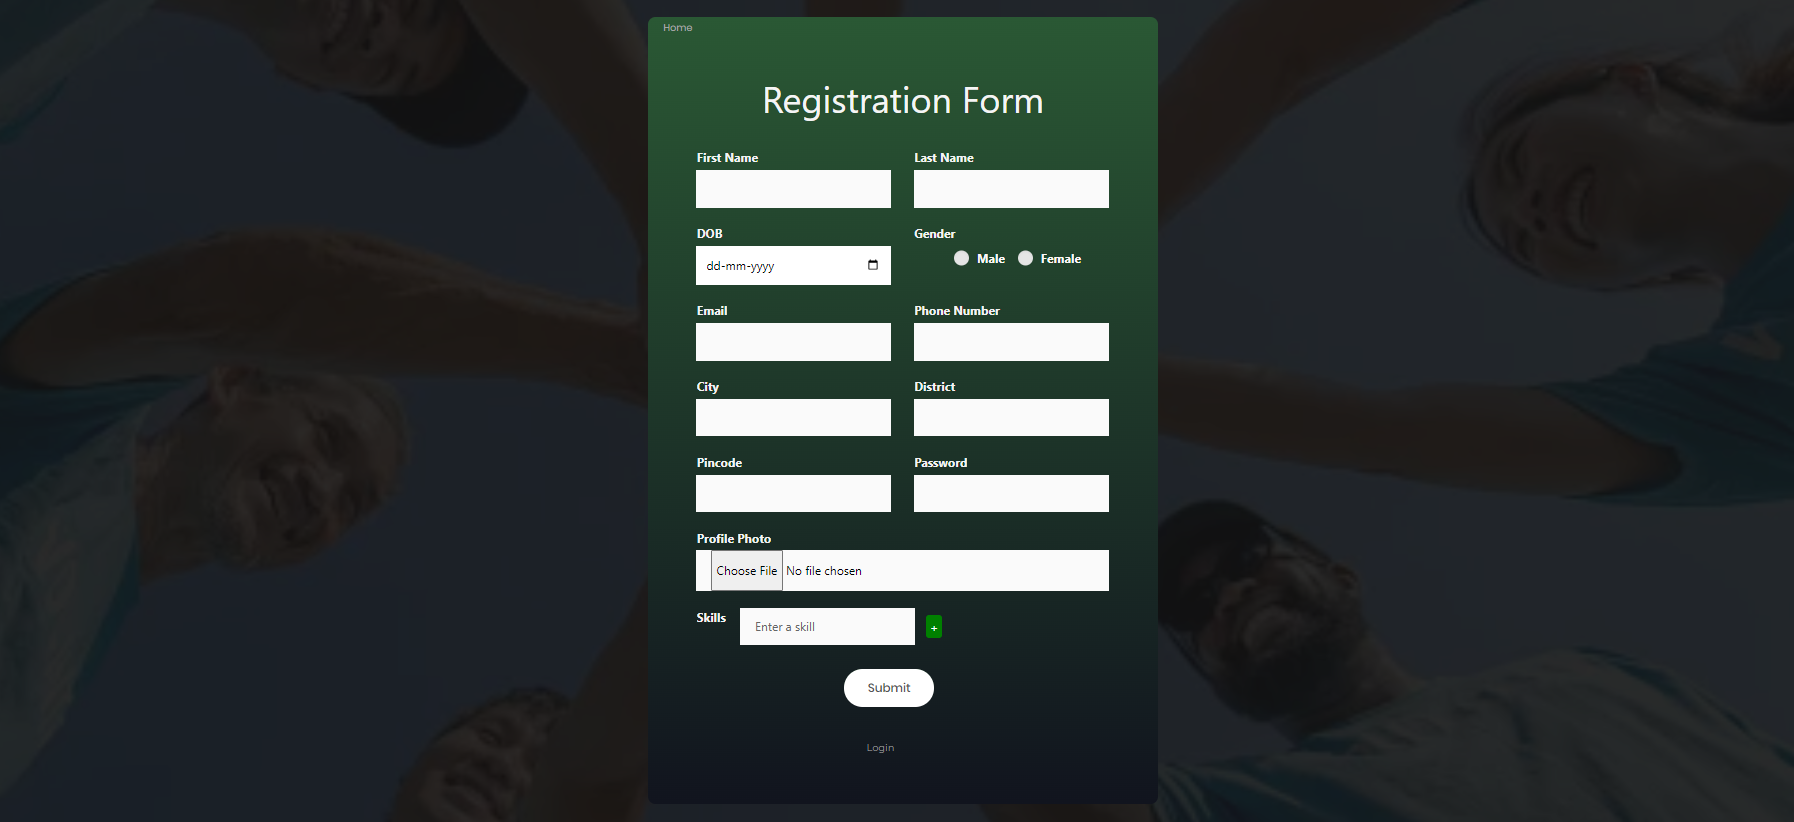 Home
Registration Form
First Name Last Name
DOB Gender
dd-mm-yyyy Male Female
Email Phone Number
City District
Pincode Password
Profile Photo
Choose File No file chosen
Skills Enter a skill +
Submit
Login